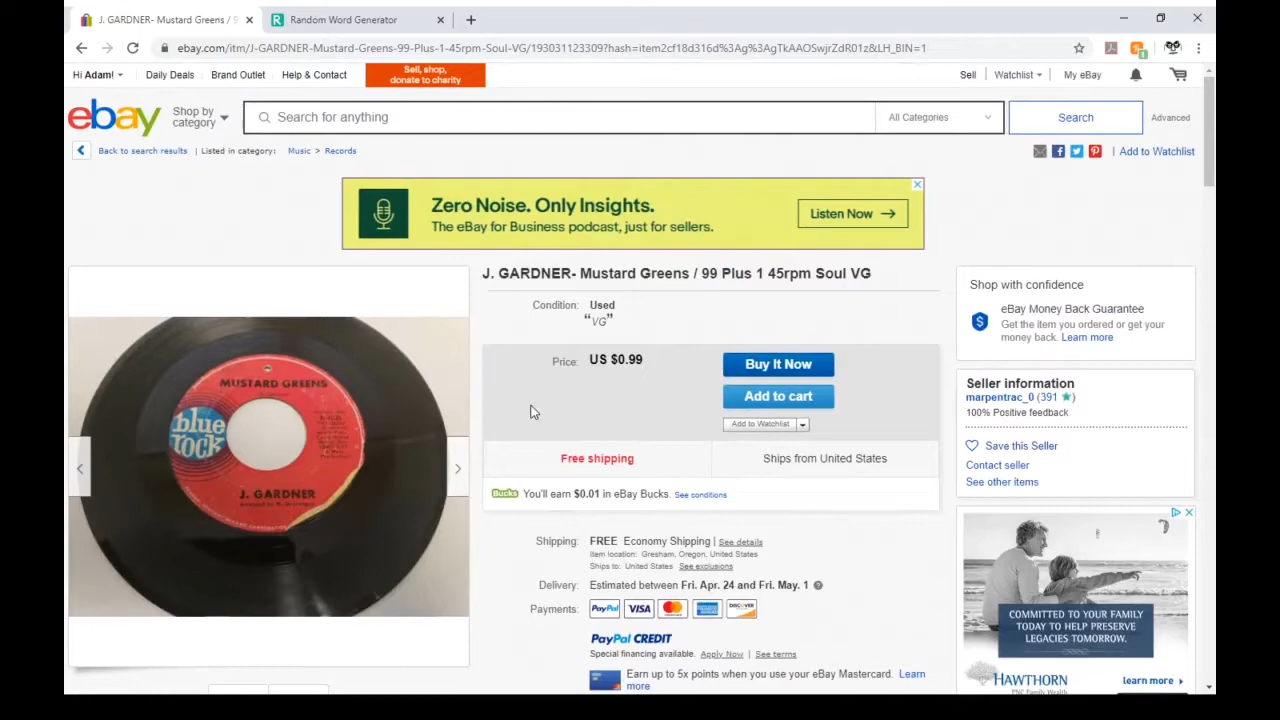 J. GARDNER- Mustard Greens / 9
Random Word Generator
ebay.com/itm/J-GARDNER-Mustard-Greens-99-Plus-1-45rpm-Soul-VG/193031123309?hash=item2cf18d316d%3Ag%3AgTkAAOSwjrZdR01z&LH_BIN=1
Hi Adam!
Daily Deals
Brand Outlet
Help & Contact
Sell, shop,
donate to charity
Sell
Watchlist
My eBay
ebay
Shop by
category
Search for anything
All Categories
Search
Advanced
Back to search results
Listed in category:
Music > Records
Add to Watchlist
Zero Noise. Only Insights.
The eBay for Business podcast, just for sellers.
Listen Now
J. GARDNER- Mustard Greens / 99 Plus 1 45rpm Soul VG
Condition: Used
“VG”
Price: US $0.99
Buy It Now
Add to cart
Add to Watchlist
Free shipping
Ships from United States
Bucks You'll earn $0.01 in eBay Bucks. See conditions
Shipping: FREE Economy Shipping | See details
Item location: Gresham, Oregon, United States
Ships to: United States See exclusions
Delivery: Estimated between Fri. Apr. 24 and Fri. May. 1
Payments: PayPal VISA DISCOVER
PayPal CREDIT
Special financing available. Apply Now | See terms
Earn up to 5x points when you use your eBay Mastercard. Learn
more
MUSTARD GREENS
blue
rock
J. GARDNER
Shop with confidence
eBay Money Back Guarantee
Get the item you ordered or get your
money back. Learn more
Seller information
marpentrac_0 (391)
100% Positive feedback
Save this Seller
Contact seller
See other items
COMMITTED TO YOUR FAMILY
TODAY TO HELP PRESERVE
LEGACIES TOMORROW.
HAWTHORN
PNC Family Wealth
learn more